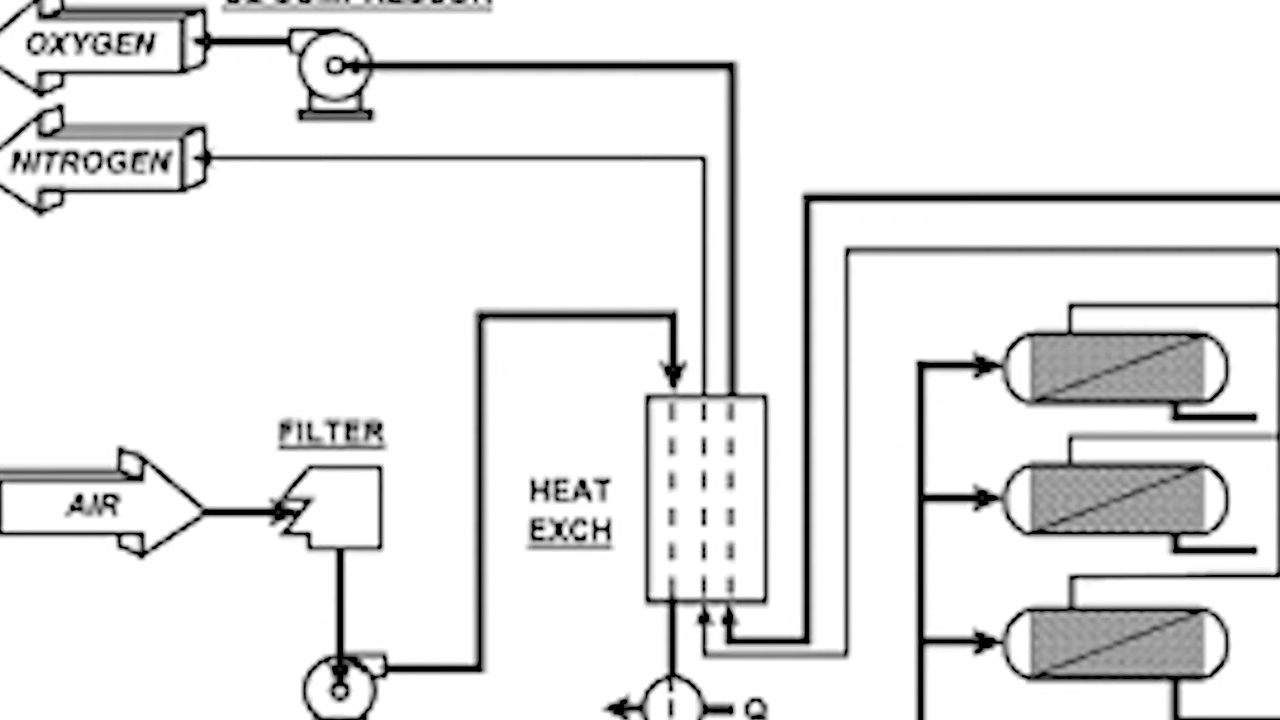 OXYGEN
NITROGEN
FILTER
AIR
HEAT
EXCH
Q